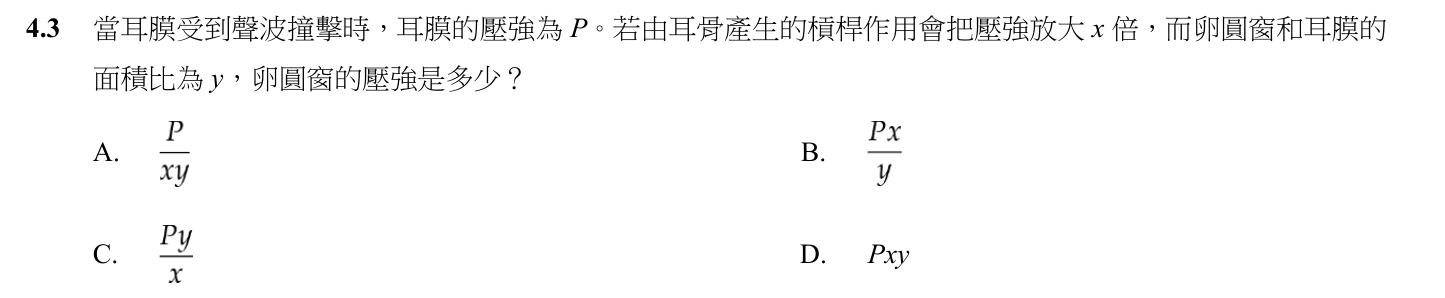 4.3 當耳膜受到聲波撞擊時，耳膜的壓強為 P。若由耳骨產生的槓桿作用會把壓強放大 x 倍，而卵圓窗和耳膜的
面積比為 y，卵圓窗的壓強是多少？
A. P/xy B. Px/y
C. Py/x D. Pxy